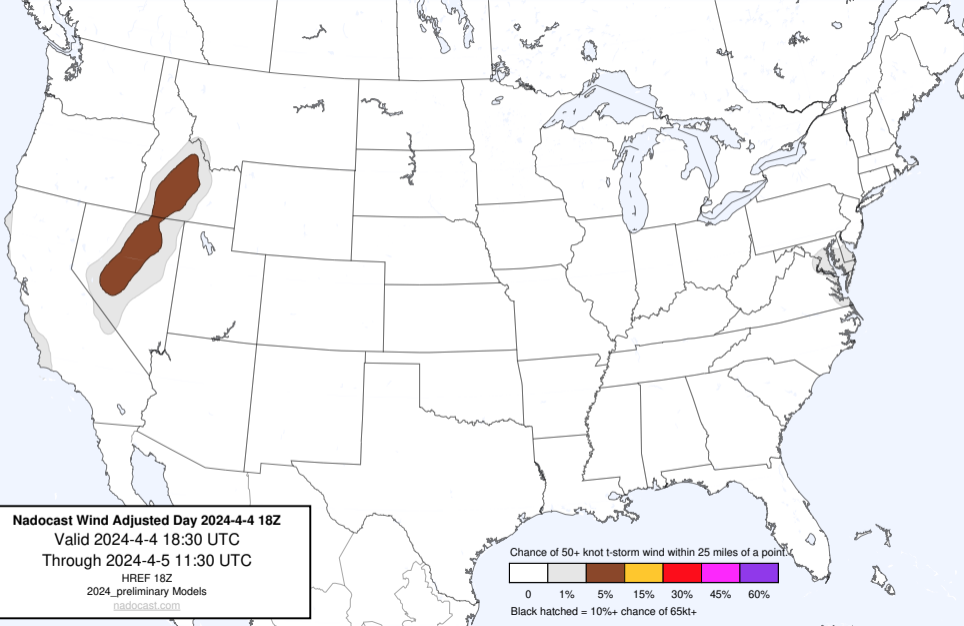 Nadocast Wind Adjusted Day 2024-4-4 18Z
Valid 2024-4-4 18:30 UTC
Through 2024-4-5 11:30 UTC
HREF 18Z
2024_preliminary Models
nadocast.com
Chance of 50+ knot t-storm wind within 25 miles of a point.
0 1% 5% 15% 30% 45% 60%
Black hatched = 10%+ chance of 65kt+